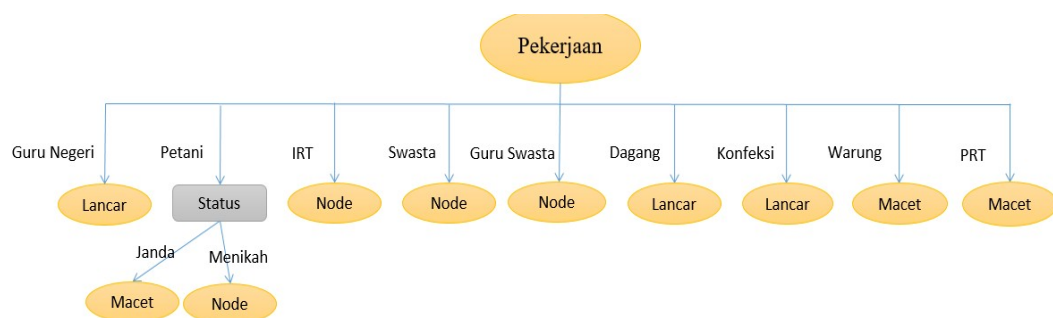 Pekerjaan
Guru Negeri
Petani
IRT
Swasta
Guru Swasta
Dagang
Konfeksi
Warung
PRT
Lancar
Status
Node
Node
Node
Lancar
Lancar
Macet
Macet
Janda
Menikah
Macet
Node